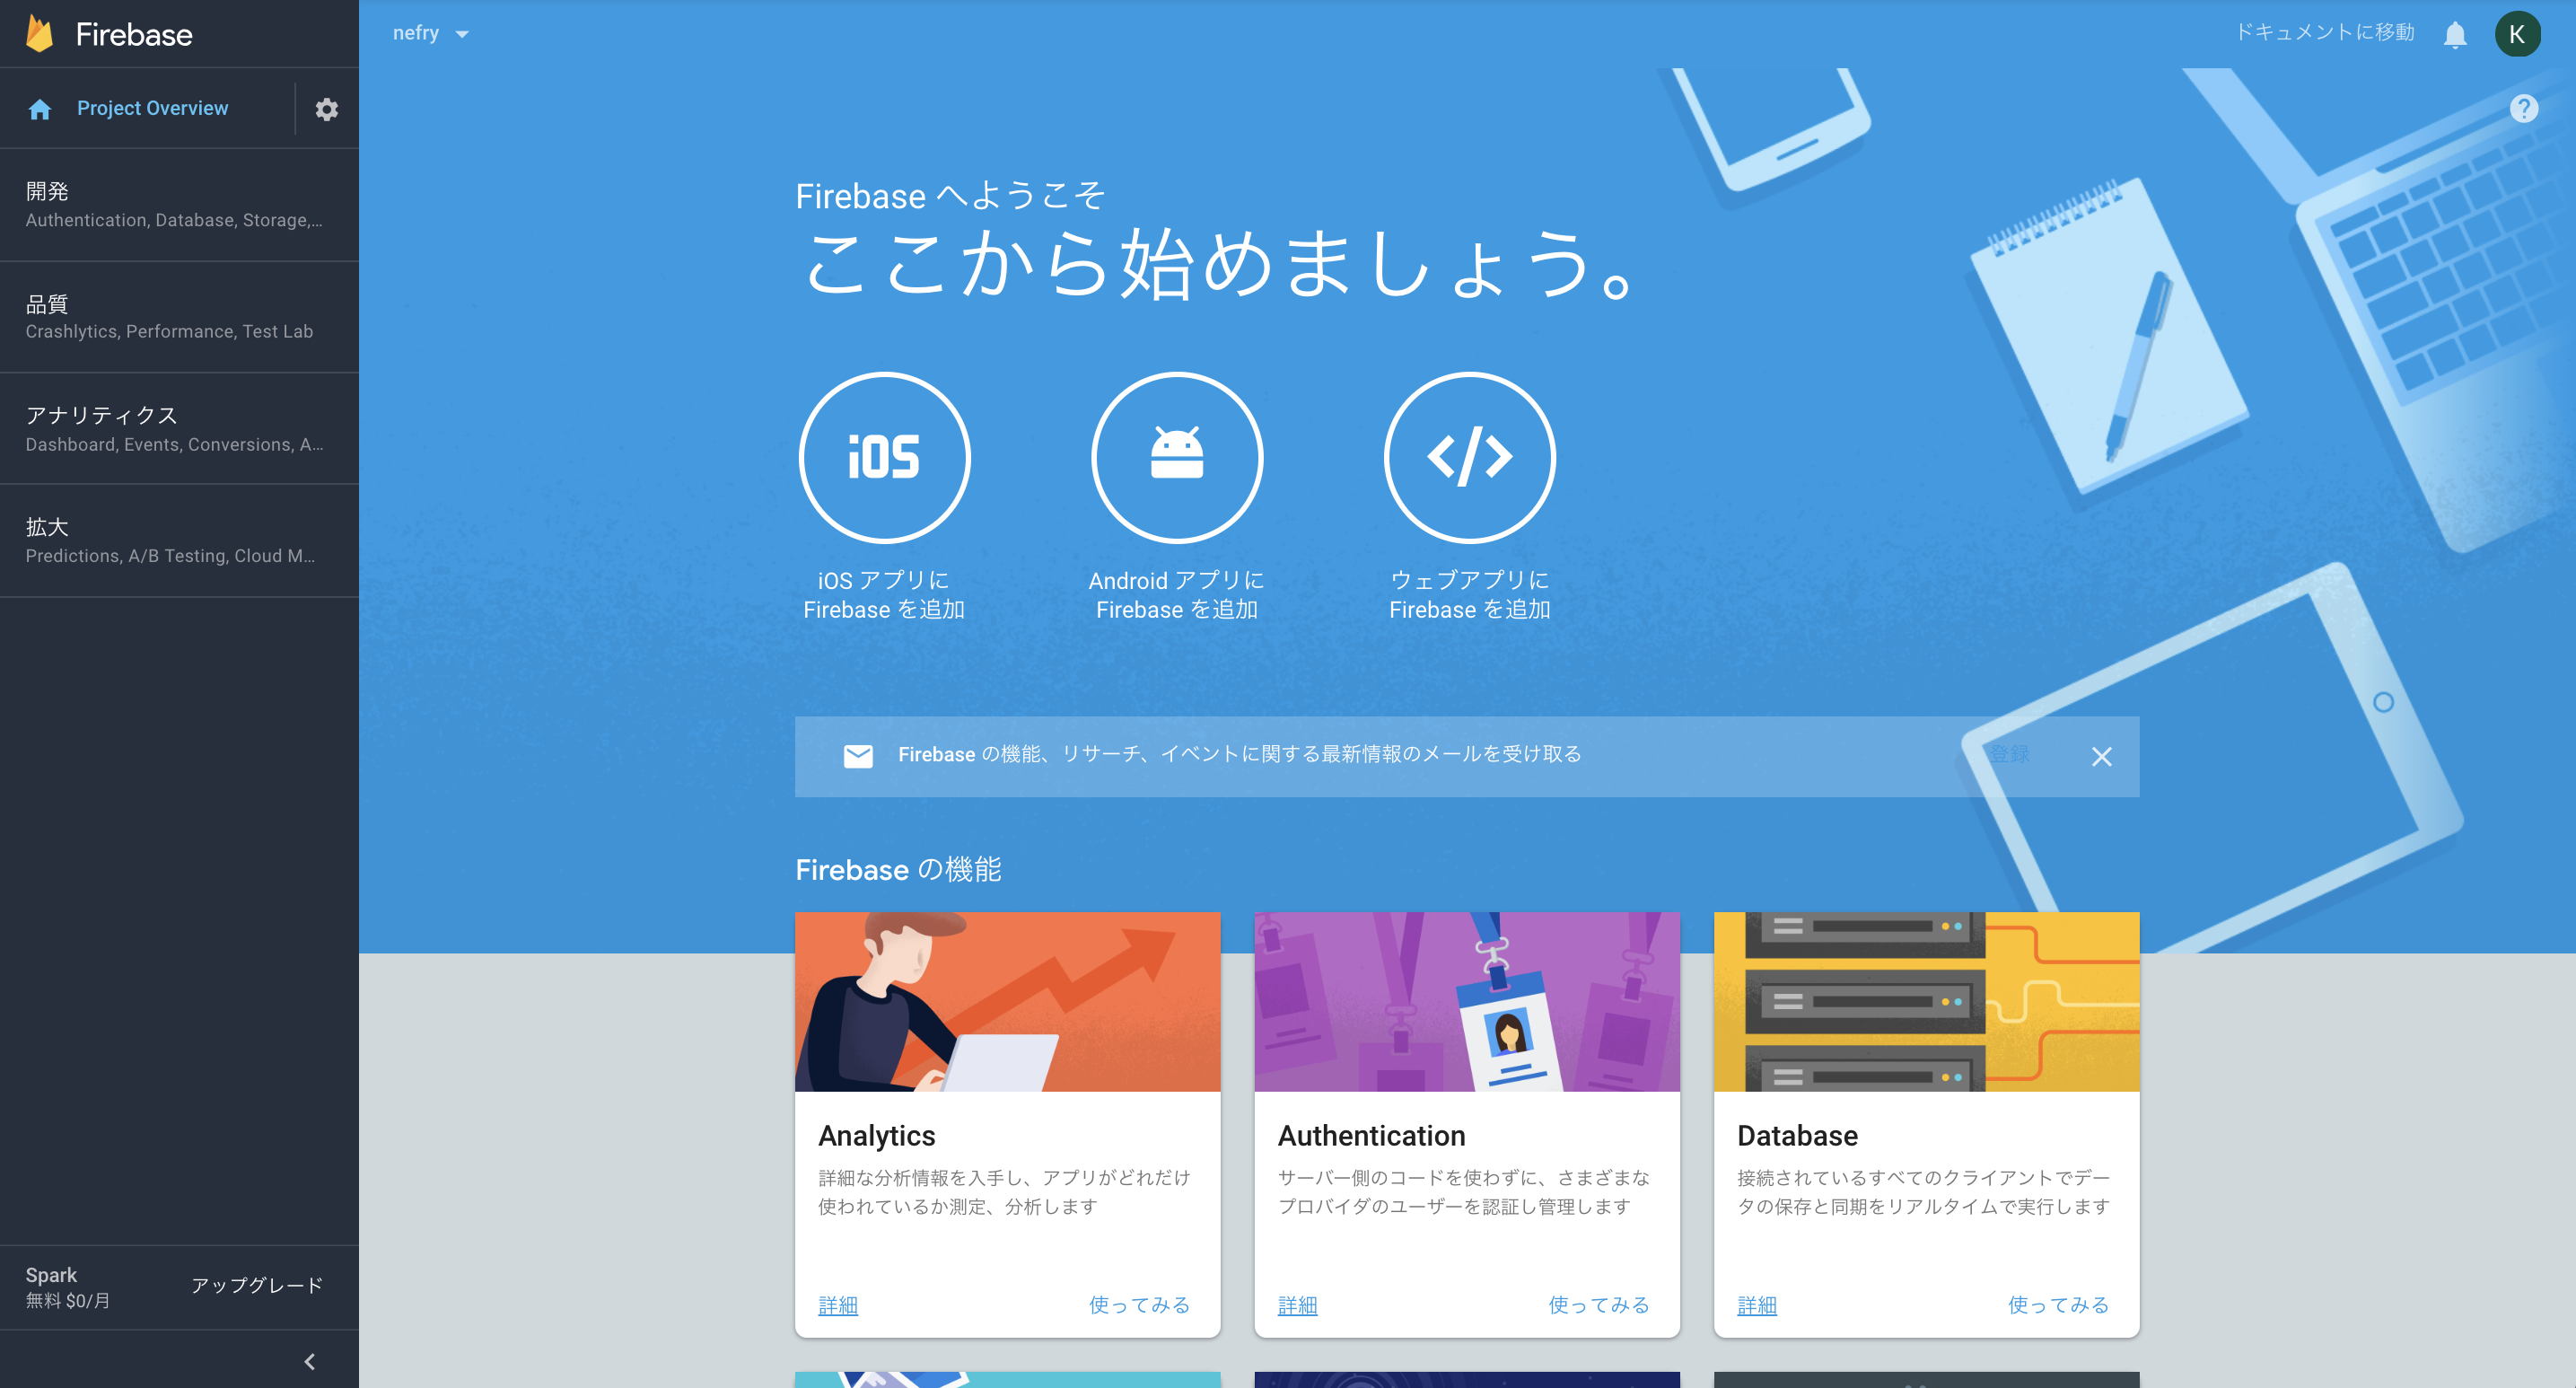 Firebase
nefry
ドキュメントに移動
K
Project Overview
?
開発
Authentication, Database, Storage,...
品質
Crashlytics, Performance, Test Lab
アナリティクス
Dashboard, Events, Conversions, A...
拡大
Predictions, A/B Testing, Cloud M...
Spark
無料 $0/月
アップグレード
Firebase へようこそ
ここから始めましょう。
iOS
</>
iOS アプリに
Firebase を追加
Android アプリに
Firebase を追加
ウェブアプリに
Firebase を追加
Firebase の機能、リサーチ、イベントに関する最新情報のメールを受け取る
登録
Firebase の機能
Analytics
詳細な分析情報を入手し、アプリがどれだけ
使われているか測定、分析します
詳細
使ってみる
Authentication
サーバー側のコードを使わずに、さまざまな
プロバイダのユーザーを認証し管理します
詳細
使ってみる
Database
接続されているすべてのクライアントでデー
タの保存と同期をリアルタイムで実行します
詳細
使ってみる